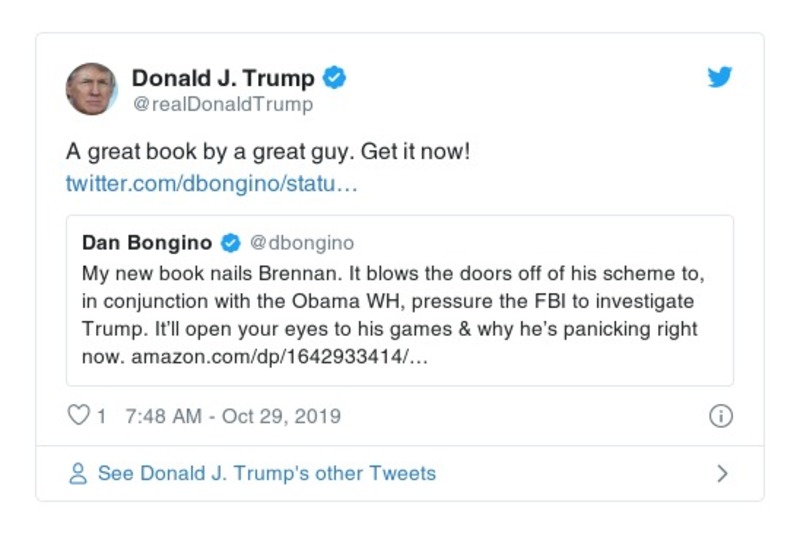 Donald J. Trump
@realDonaldTrump
A great book by a great guy. Get it now!
twitter.com/dbongino/statu…
Dan Bongino @dbongino
My new book nails Brennan. It blows the doors off of his scheme to,
in conjunction with the Obama WH, pressure the FBI to investigate
Trump. It’ll open your eyes to his games & why he’s panicking right
now. amazon.com/dp/1642933414/…
1 7:48 AM - Oct 29, 2019
See Donald J. Trump's other Tweets